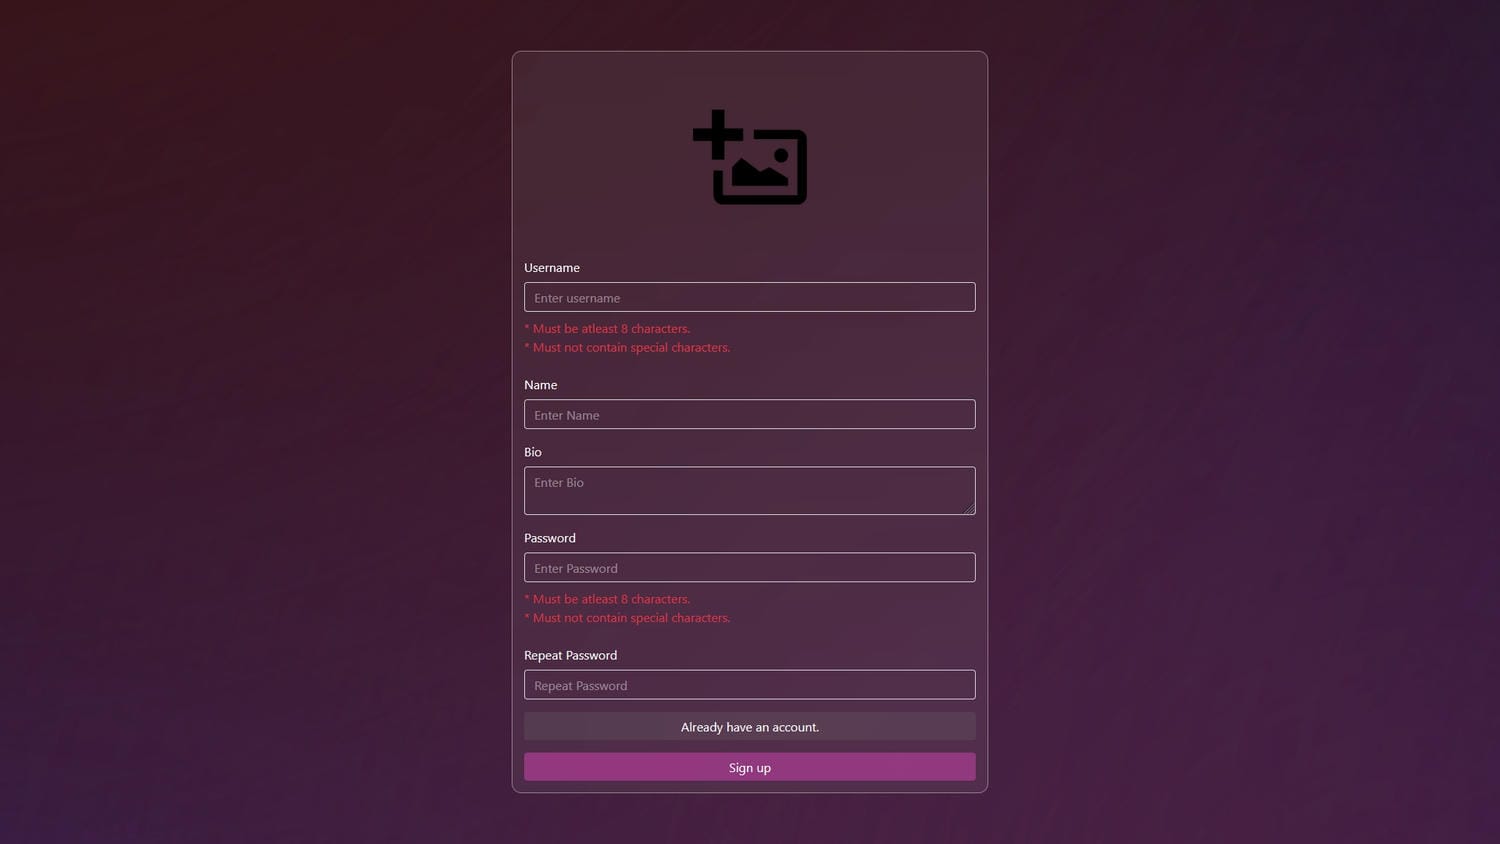 Username
Enter username
* Must be atleast 8 characters.
* Must not contain special characters.
Name
Enter Name
Bio
Enter Bio
Password
Enter Password
* Must be atleast 8 characters.
* Must not contain special characters.
Repeat Password
Repeat Password
Already have an account.
Sign up